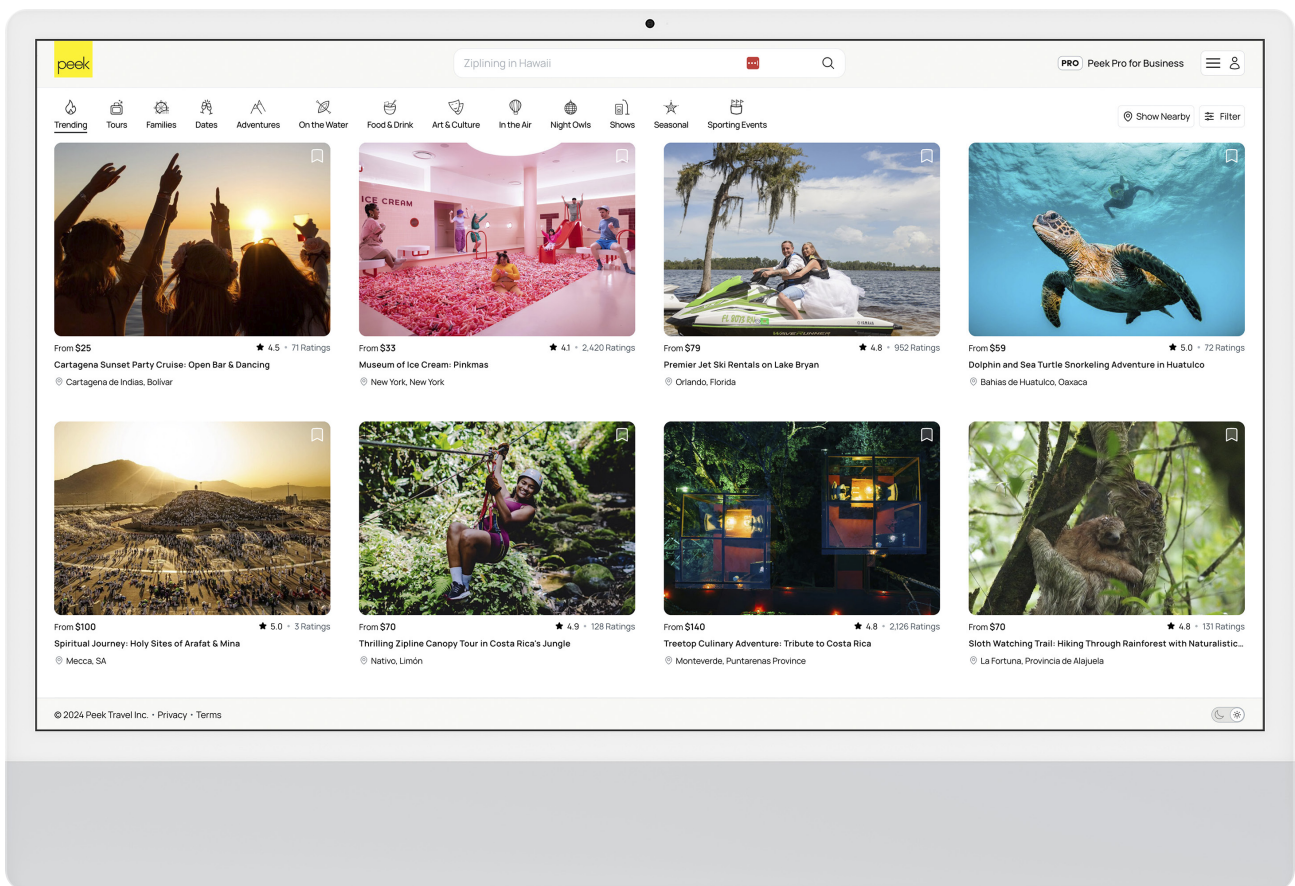 peek
Ziplining in Hawaii
PRO Peek Pro for Business
Trending Tours Families Dates Adventures On the Water Food & Drink Art & Culture In the Air Night Owls Shows Seasonal Sporting Events
Show Nearby Filter
ICE CREAM
From $25 ★ 4.5 • 71 Ratings
Cartagena Sunset Party Cruise: Open Bar & Dancing
Cartagena de Indias, Bolívar
From $33 ★ 4.1 • 2,420 Ratings
Museum of Ice Cream: Pinkmas
New York, New York
WAVERUNNER
From $79 ★ 4.8 • 952 Ratings
Premier Jet Ski Rentals on Lake Bryan
Orlando, Florida
From $59 ★ 5.0 • 72 Ratings
Dolphin and Sea Turtle Snorkeling Adventure in Huatulco
Bahias de Huatulco, Oaxaca
From $100 ★ 5.0 • 3 Ratings
Spiritual Journey: Holy Sites of Arafat & Mina
Mecca, SA
From $70 ★ 4.9 • 128 Ratings
Thrilling Zipline Canopy Tour in Costa Rica's Jungle
Nativo, Limón
From $140 ★ 4.8 • 2,126 Ratings
Treetop Culinary Adventure: Tribute to Costa Rica
Monteverde, Puntarenas Province
From $70 ★ 4.8 • 131 Ratings
Sloth Watching Trail: Hiking Through Rainforest with Naturalistic...
La Fortuna, Provincia de Alajuela
© 2024 Peek Travel Inc. • Privacy • Terms